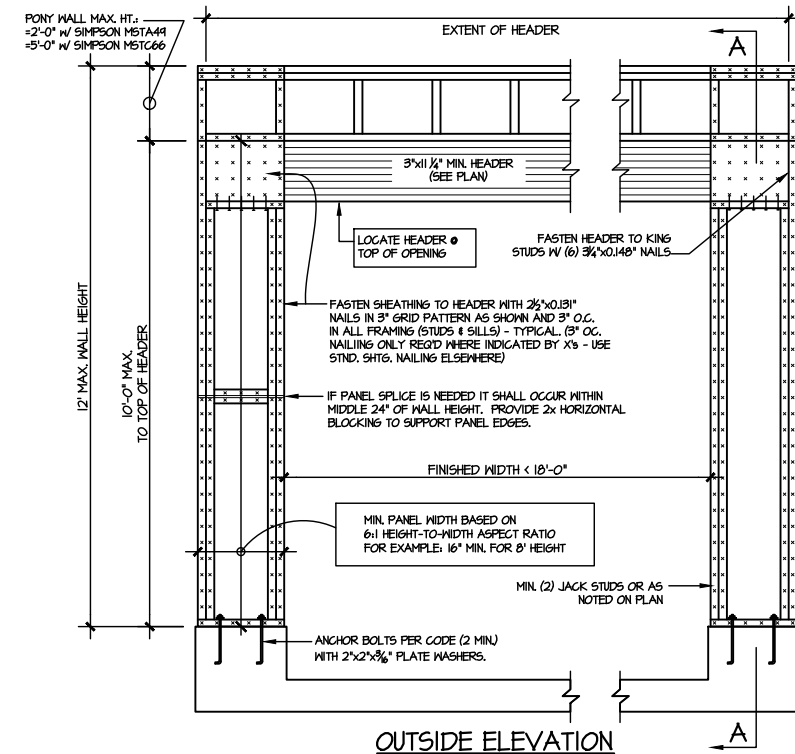 PONY WALL MAX. HT.:
=2'-0" W/ SIMPSON MSTA49
=5'-0" W/ SIMPSON MSTC66
EXTENT OF HEADER
A
3"x11 1/4" MIN. HEADER
(SEE PLAN)
LOCATE HEADER @
TOP OF OPENING
FASTEN HEADER TO KING
STUDS W/ (6) 3/4"x0.148" NAILS
FASTEN SHEATHING TO HEADER WITH 2 1/2"x0.131"
NAILS IN 3" GRID PATTERN AS SHOWN AND 3" O.C.
IN ALL FRAMING (STUDS & SILLS) - TYPICAL. (3" OC.
NAILIING ONLY REQ'D WHERE INDICATED BY X'S - USE
STND. SHTG. NAILING ELSEWHERE)
12' MAX. WALL HEIGHT
10'-0" MAX.
TO TOP OF HEADER
IF PANEL SPLICE IS NEEDED IT SHALL OCCUR WITHIN
MIDDLE 24" OF WALL HEIGHT. PROVIDE 2x HORIZONTAL
BLOCKING TO SUPPORT PANEL EDGES.
FINISHED WIDTH < 18'-0"
MIN. PANEL WIDTH BASED ON
6:1 HEIGHT-TO-WIDTH ASPECT RATIO
FOR EXAMPLE: 16" MIN. FOR 8' HEIGHT
MIN. (2) JACK STUDS OR AS
NOTED ON PLAN
ANCHOR BOLTS PER CODE (2 MIN.)
WITH 2"x2"x3/16" PLATE WASHERS.
A
OUTSIDE ELEVATION